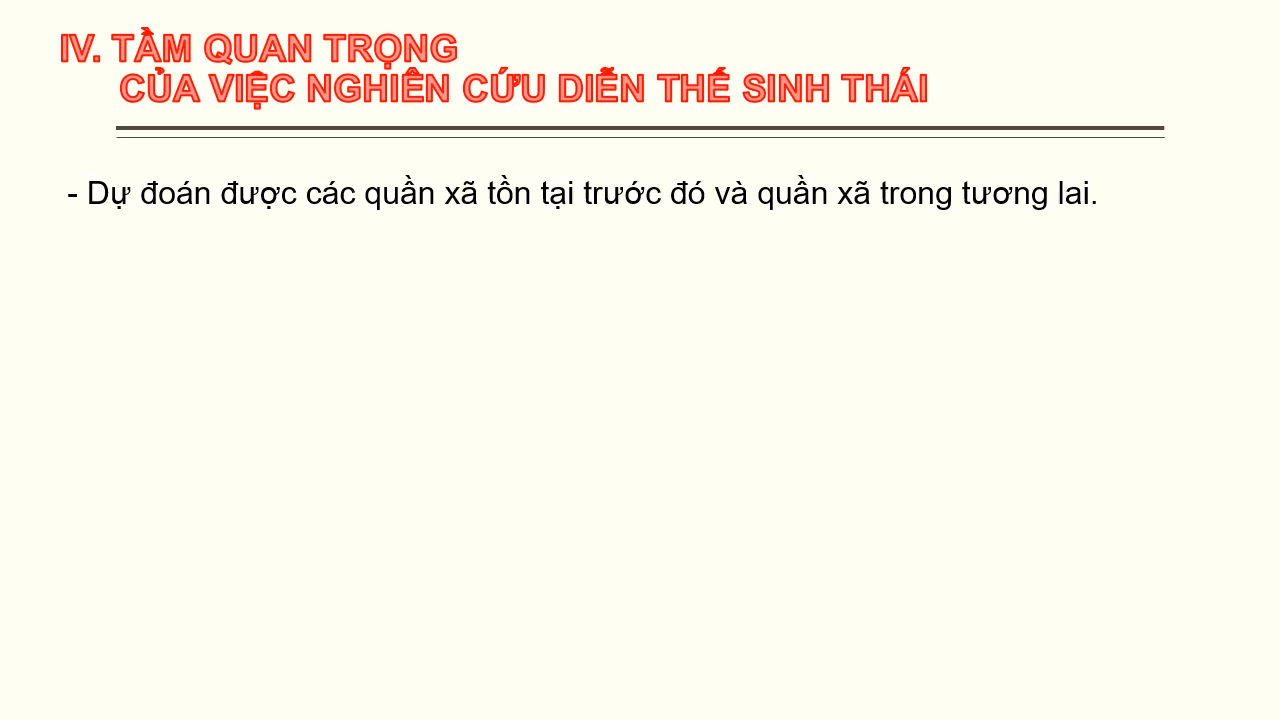 IV. TẦM QUAN TRỌNG
CỦA VIỆC NGHIÊN CỨU DIỄN THẾ SINH THÁI
- Dự đoán được các quần xã tồn tại trước đó và quần xã trong tương lai.